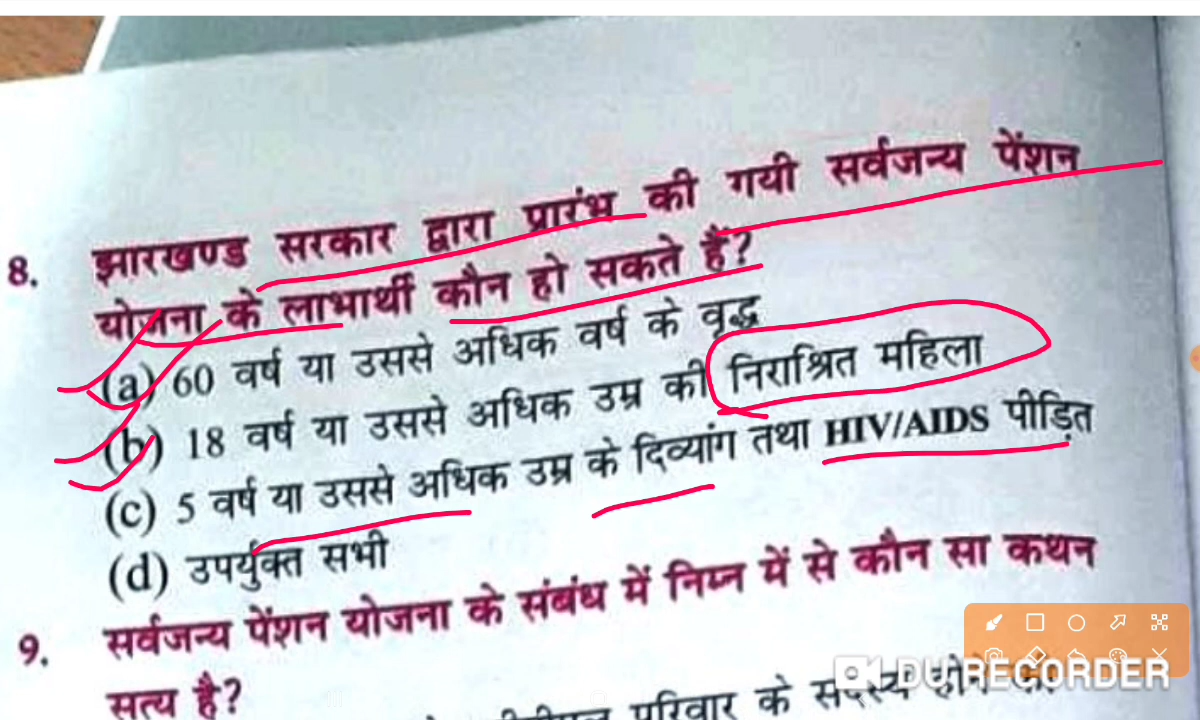 8. झारखण्ड सरकार द्वारा प्रारंभ की गयी सर्वजन्य पेंशन
योजना के लाभार्थी कौन हो सकते हैं?
(a) 60 वर्ष या उससे अधिक वर्ष के वृद्ध
(b) 18 वर्ष या उससे अधिक उम्र की निराश्रित महिला
(c) 5 वर्ष या उससे अधिक उम्र के दिव्यांग तथा HIV/AIDS पीड़ित
(d) उपर्युक्त सभी
9. सर्वजन्य पेंशन योजना के संबंध में निम्न में से कौन सा कथन
सत्य है?
परिवार के सदस्य होने
DU RECORDER